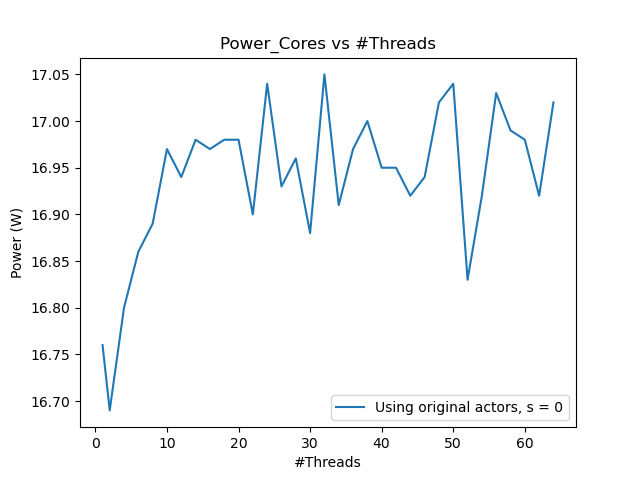 Power_Cores vs #Threads
Power (W)
17.05
17.00
16.95
16.90
16.85
16.80
16.75
16.70
0 10 20 30 40 50 60
#Threads
Using original actors, s = 0